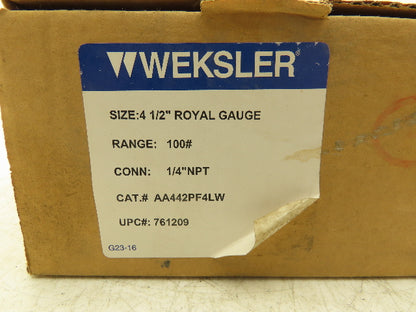 WEKSLER
SIZE:4 1/2" ROYAL GAUGE
RANGE: 100#
CONN: 1/4"NPT
CAT.# AA442PF4LW
UPC#: 761209
G23-16